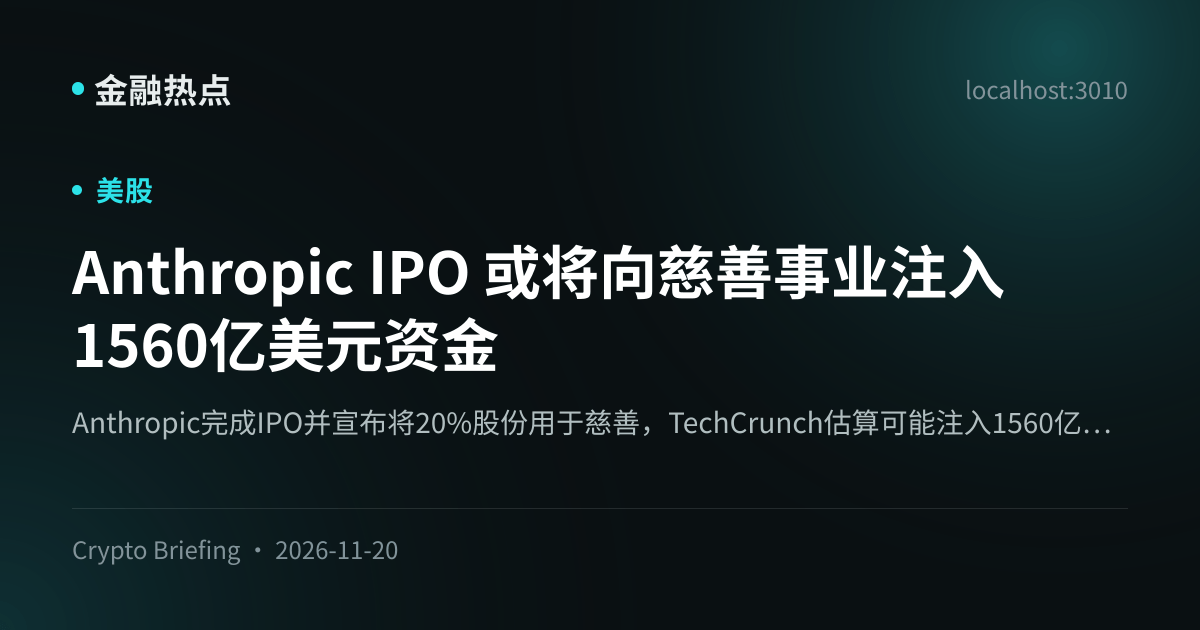 金融热点
localhost:3010
美股
Anthropic IPO 或将向慈善事业注入
1560亿美元资金
Anthropic完成IPO并宣布将20%股份用于慈善，TechCrunch估算可能注入1560亿…
Crypto Briefing · 2026-11-20